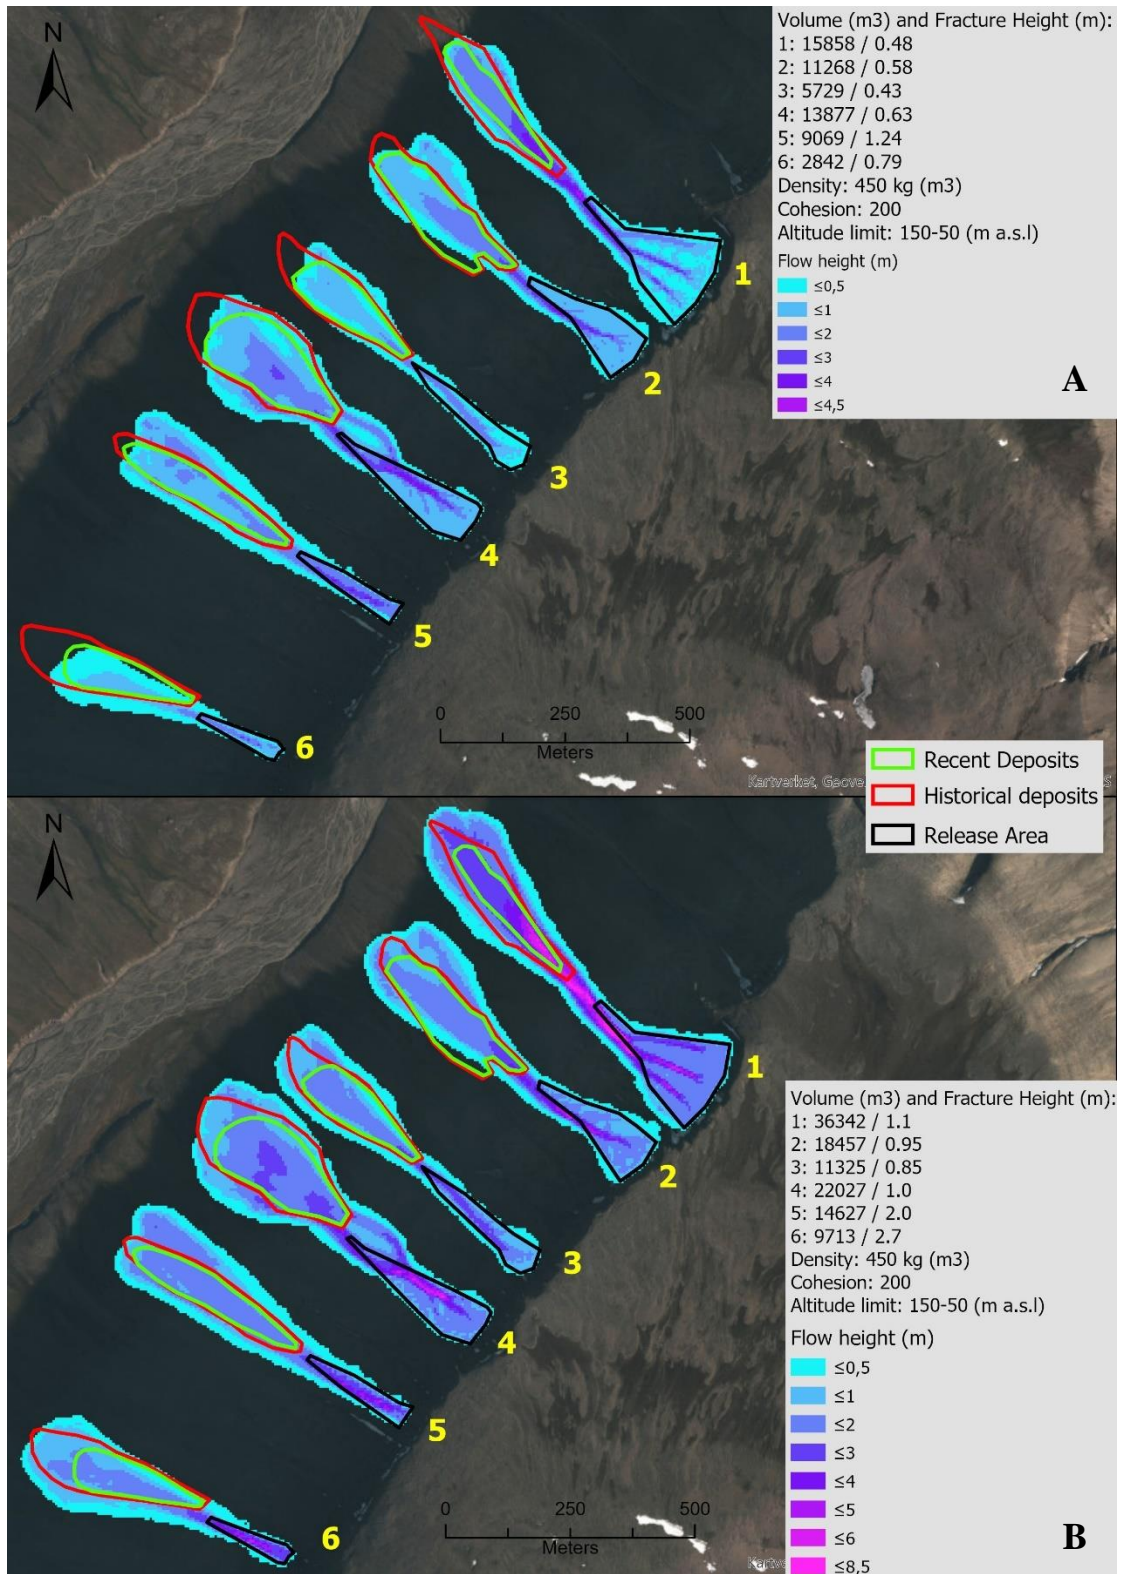 N
Volume (m3) and Fracture Height (m):
1: 15858 / 0.48
2: 11268 / 0.58
3: 5729 / 0.43
4: 13877 / 0.63
5: 9069 / 1.24
6: 2842 / 0.79
Density: 450 kg (m3)
Cohesion: 200
Altitude limit: 150-50 (m a.s.l)
Flow height (m)
≤0,5
≤1
≤2
≤3
≤4
≤4,5
A
1
2
3
4
5
6
0 250 500
Meters
Kartverket, Geove
S
Recent Deposits
Historical deposits
Release Area
N
1
2
3
4
5
6
Volume (m3) and Fracture Height (m):
1: 36342 / 1.1
2: 18457 / 0.95
3: 11325 / 0.85
4: 22027 / 1.0
5: 14627 / 2.0
6: 9713 / 2.7
Density: 450 kg (m3)
Cohesion: 200
Altitude limit: 150-50 (m a.s.l)
Flow height (m)
≤0,5
≤1
≤2
≤3
≤4
≤5
≤6
≤8,5
B
0 250 500
Meters
Kartve